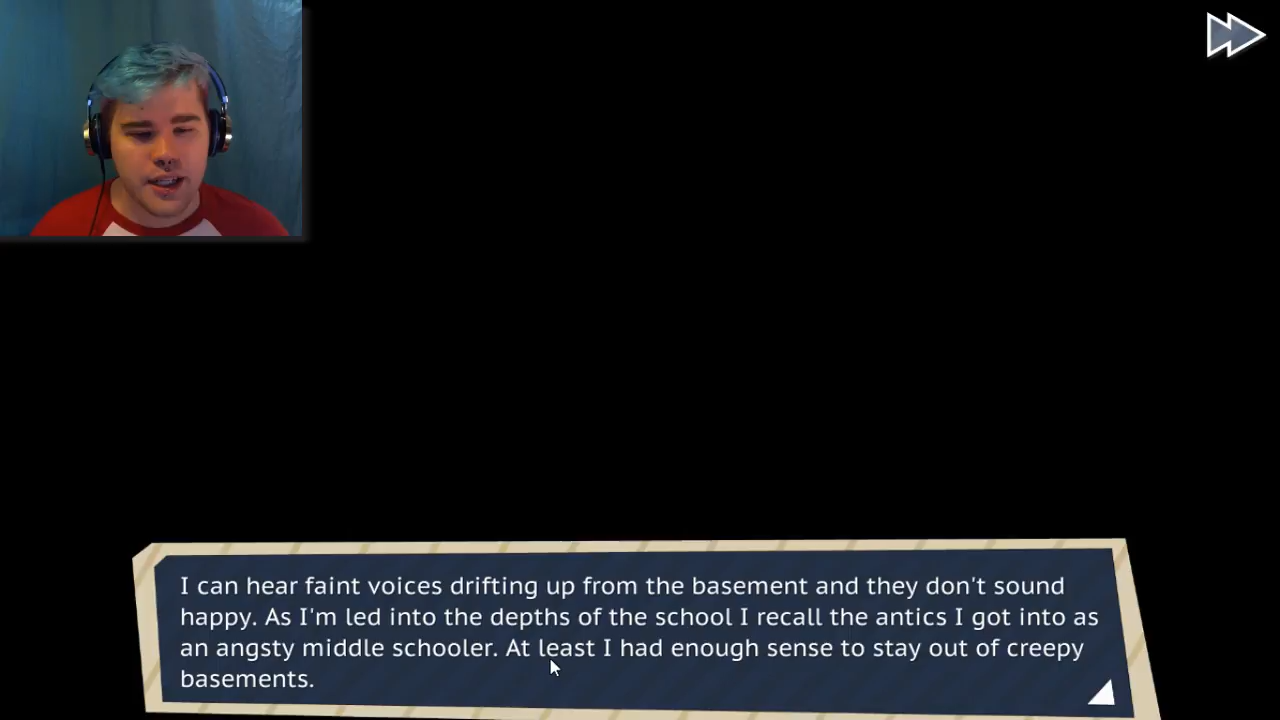 I can hear faint voices drifting up from the basement and they don't sound
happy. As I'm led into the depths of the school I recall the antics I got into as
an angsty middle schooler. At least I had enough sense to stay out of creepy
basements.